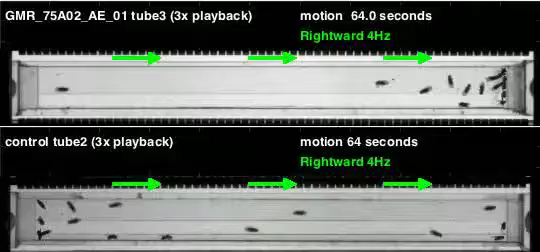 GMR_75A02_AE_01 tube3 (3x playback)
motion  64.0 seconds
Rightward 4Hz
control tube2 (3x playback)
motion 64 seconds
Rightward 4Hz